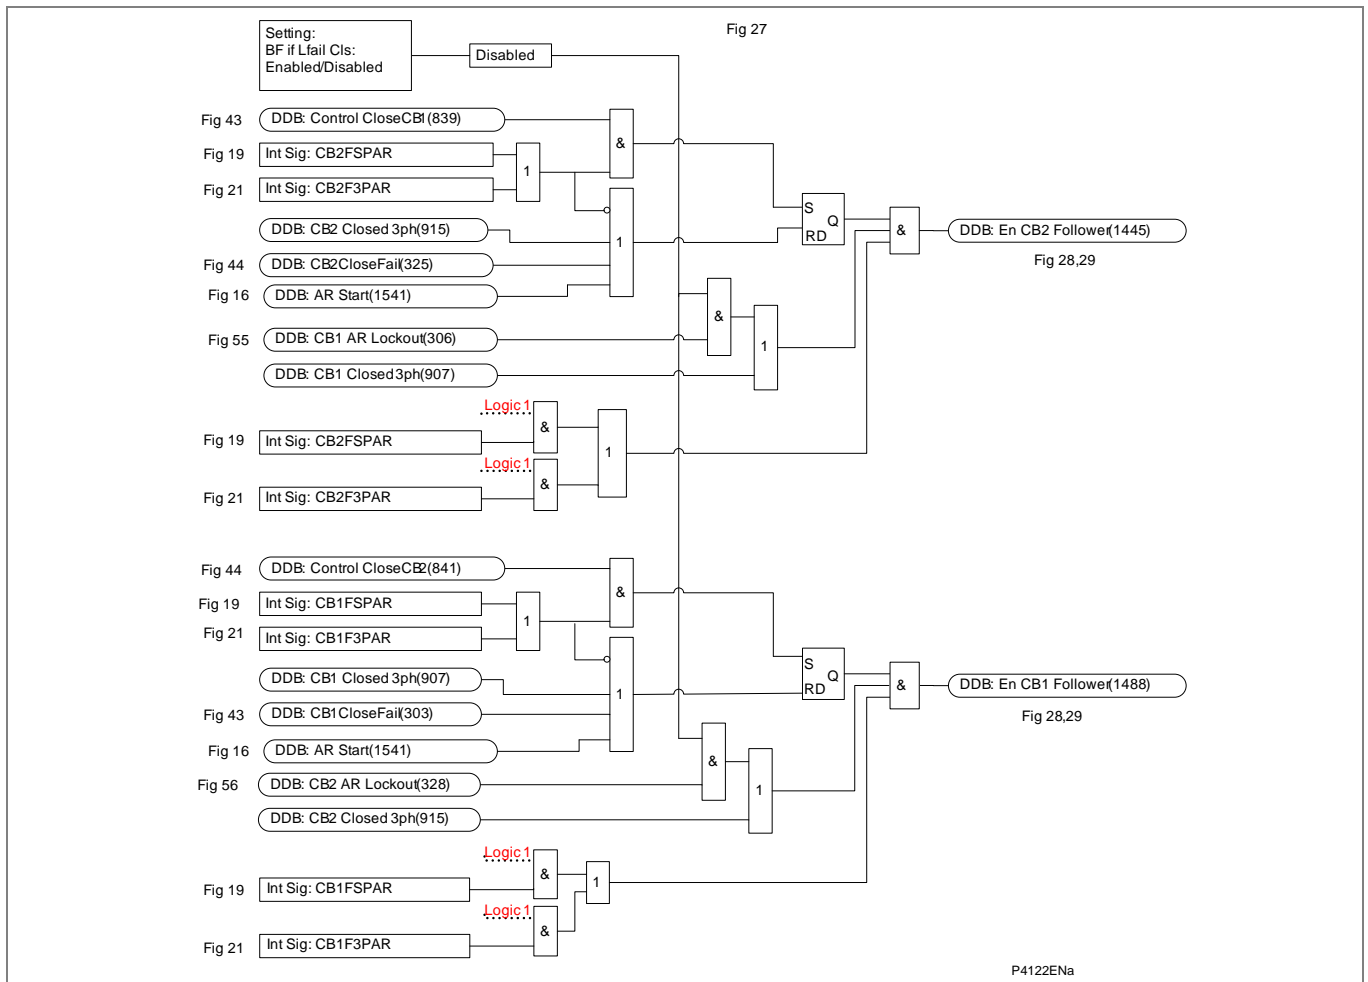 Fig 27
Setting:
BF if Lfail Cls:
Enabled/Disabled
Disabled
Fig 43
DDB: Control CloseCB1(839)
&
Fig 19
Int Sig: CB2FSPAR
1
Fig 21
Int Sig: CB2F3PAR
S
Q
RD
&
DDB: En CB2 Follower(1445)
Fig 28,29
DDB: CB2 Closed 3ph(915)
1
Fig 44
DDB: CB2CloseFail(325)
Fig 16
DDB: AR Start(1541)
&
Fig 55
DDB: CB1 AR Lockout(306)
1
DDB: CB1 Closed3ph(907)
Logic 1
&
Fig 19
Int Sig: CB2FSPAR
1
Logic 1
&
Fig 21
Int Sig: CB2F3PAR
Fig 44
DDB: Control CloseCB2(841)
&
Fig 19
Int Sig: CB1FSPAR
1
Fig 21
Int Sig: CB1F3PAR
S
Q
RD
&
DDB: En CB1 Follower(1488)
Fig 28,29
DDB: CB1 Closed 3ph(907)
1
Fig 43
DDB: CB1CloseFail(303)
Fig 16
DDB: AR Start(1541)
&
Fig 56
DDB: CB2 AR Lockout(328)
1
DDB: CB2 Closed 3ph(915)
Logic 1
&
Fig 19
Int Sig: CB1FSPAR
1
Logic 1
&
Fig 21
Int Sig: CB1F3PAR
P4122ENa